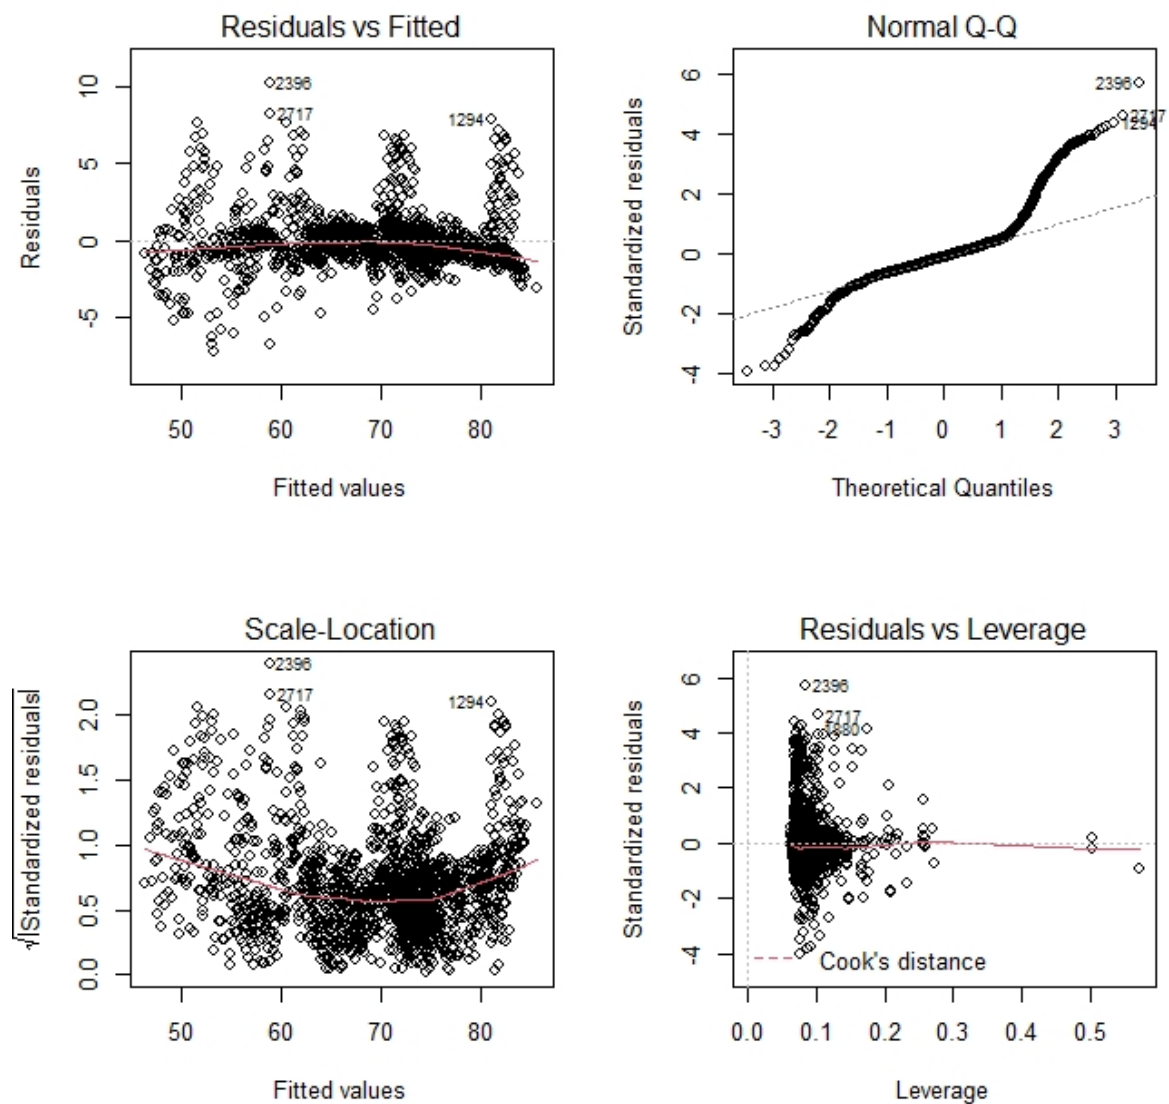 Residuals vs Fitted
Residuals
10
5
0
-5
2396
2717
1294
50 60 70 80
Fitted values
Normal Q-Q
Standardized residuals
6
4
2
0
-2
-4
2396
2717
1294
-3 -2 -1 0 1 2 3
Theoretical Quantiles
Scale-Location
√|Standardized residuals|
2.0
1.5
1.0
0.5
0.0
2396
2717
1294
50 60 70 80
Fitted values
Residuals vs Leverage
Standardized residuals
6
4
2
0
-2
-4
2396
2717
1880
Cook's distance
0.0 0.1 0.2 0.3 0.4 0.5
Leverage